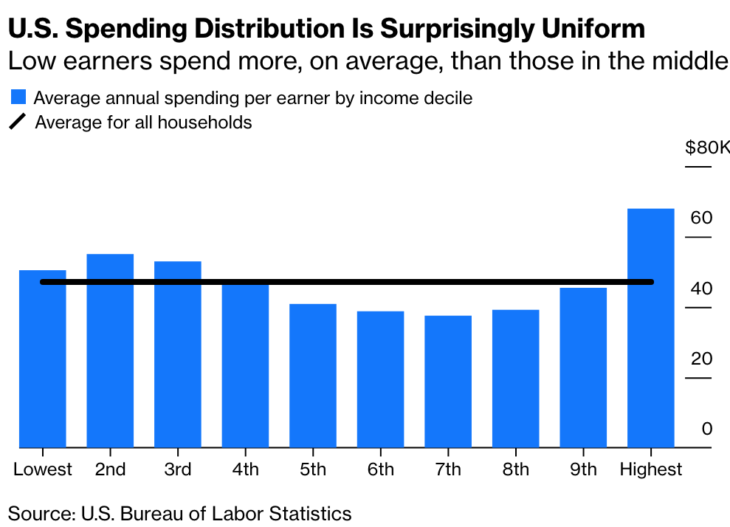 U.S. Spending Distribution Is Surprisingly Uniform
Low earners spend more, on average, than those in the middle
Average annual spending per earner by income decile
Average for all households
$80K
60
40
20
0
Lowest 2nd 3rd 4th 5th 6th 7th 8th 9th Highest
Source: U.S. Bureau of Labor Statistics